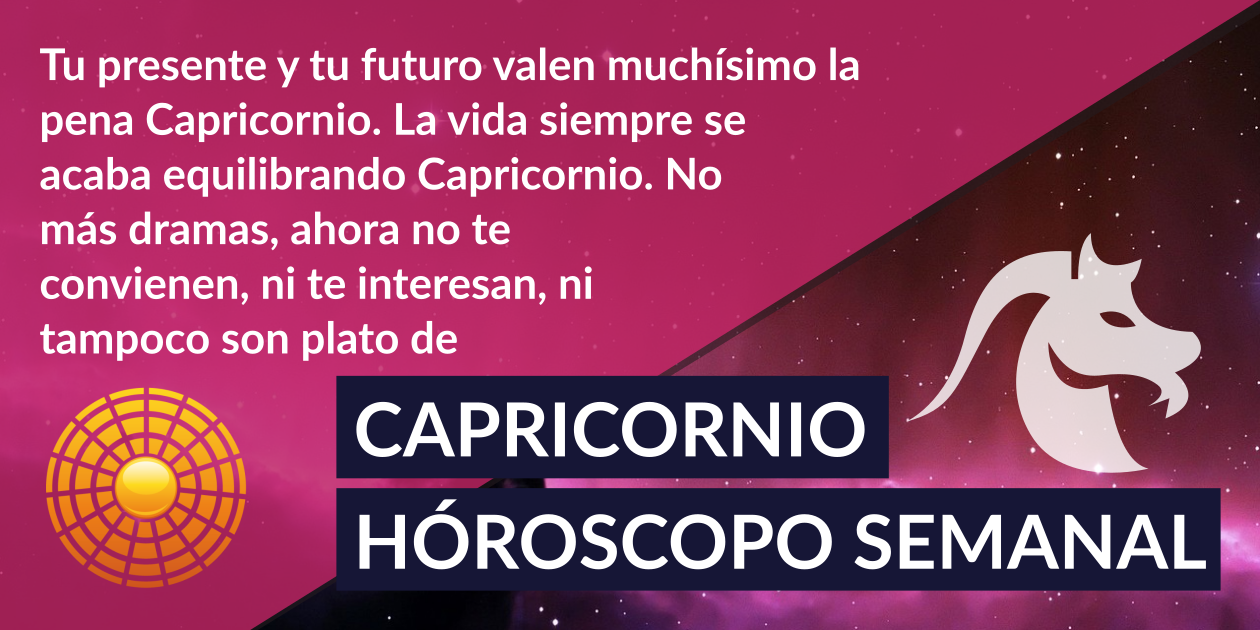 Tu presente y tu futuro valen muchísimo la
pena Capricornio. La vida siempre se
acaba equilibrando Capricornio. No
más dramas, ahora no te
convienen, ni te interesan, ni
tampoco son plato de
CAPRICORNIO
HÓROSCOPO SEMANAL